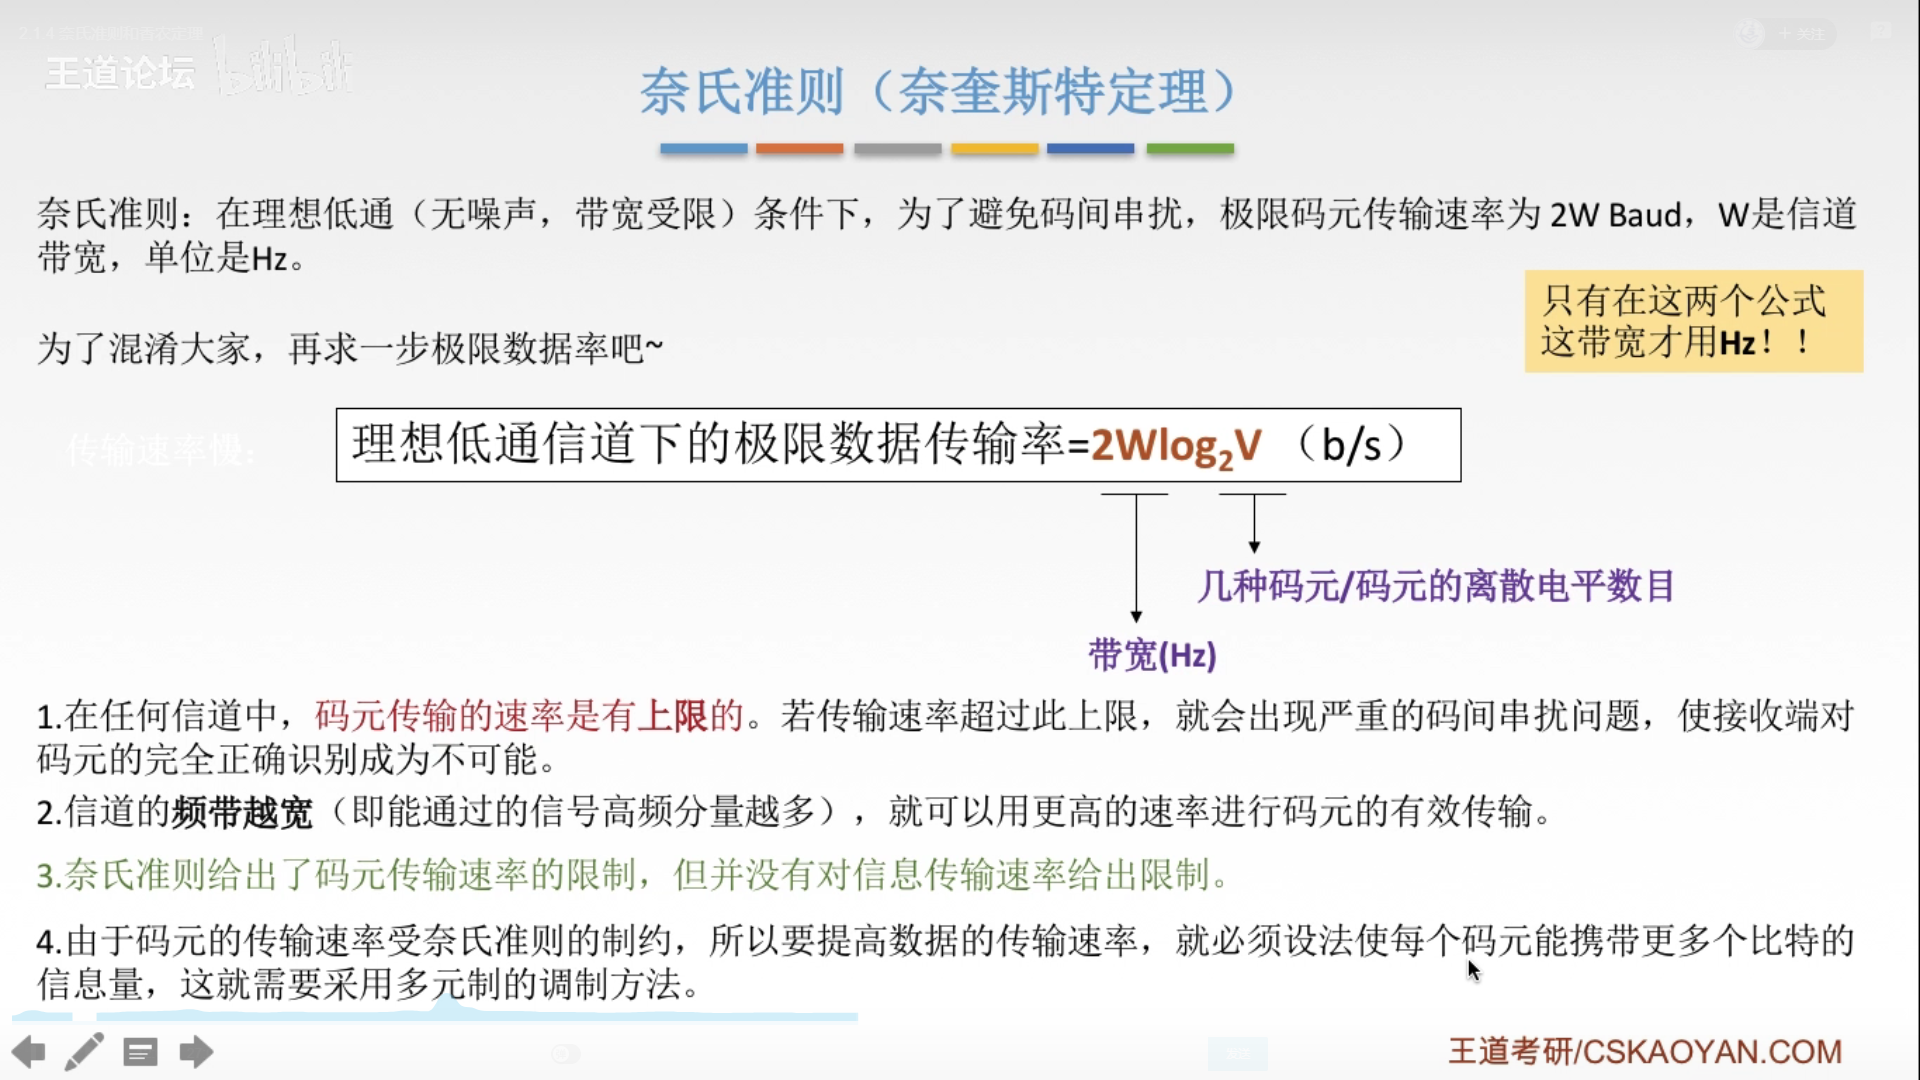 2.1.4 奈氏准则和香农定理
+ 关注
王道论坛 bilibili
奈氏准则（奈奎斯特定理）
奈氏准则：在理想低通（无噪声，带宽受限）条件下，为了避免码间串扰，极限码元传输速率为 2W Baud，W是信道
带宽，单位是Hz。
只有在这两个公式
这带宽才用Hz！！
为了混淆大家，再求一步极限数据率吧~
传输速率慢：
理想低通信道下的极限数据传输率=2Wlog₂V （b/s）
几种码元/码元的离散电平数目
带宽(Hz)
1.在任何信道中，码元传输的速率是有上限的。若传输速率超过此上限，就会出现严重的码间串扰问题，使接收端对
码元的完全正确识别成为不可能。
2.信道的频带越宽（即能通过的信号高频分量越多），就可以用更高的速率进行码元的有效传输。
3.奈氏准则给出了码元传输速率的限制，但并没有对信息传输速率给出限制。
4.由于码元的传输速率受奈氏准则的制约，所以要提高数据的传输速率，就必须设法使每个码元能携带更多个比特的
信息量，这就需要采用多元制的调制方法。
王道考研/CSKAOYAN.COM